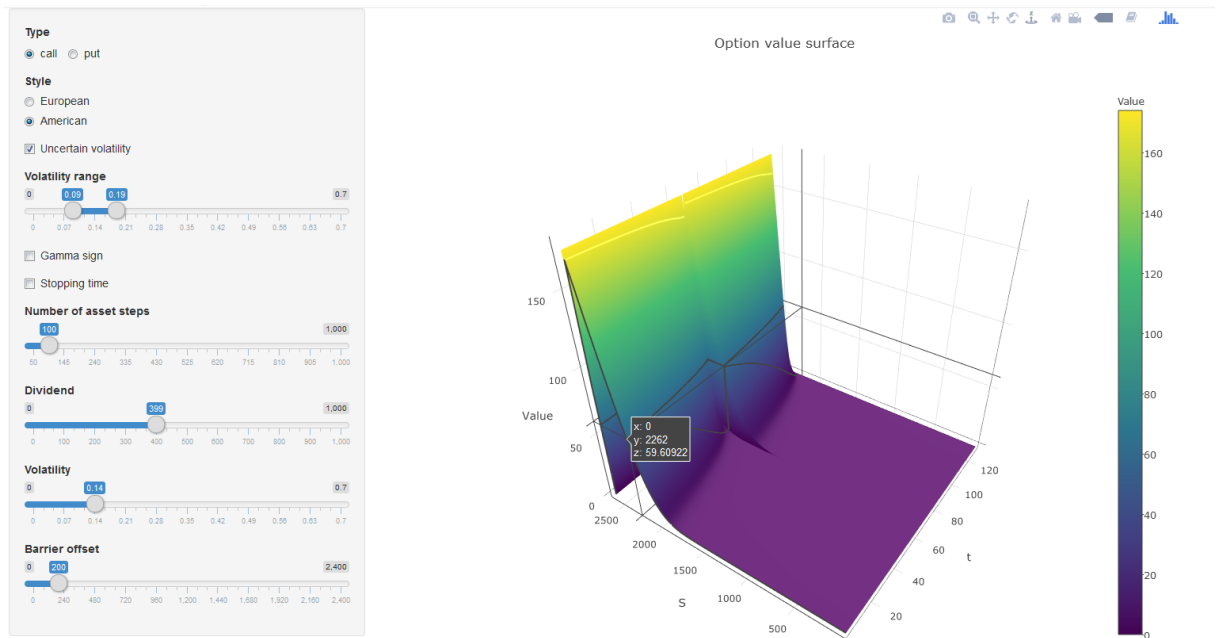 Type
call put
Style
European
American
Uncertain volatility
Volatility range
0 0.09 0.19 0.7
0 0.07 0.14 0.21 0.28 0.35 0.42 0.49 0.56 0.63 0.7
Gamma sign
Stopping time
Number of asset steps
100 1,000
50 145 240 335 430 525 620 715 810 905 1,000
Dividend
0 399 1,000
0 100 200 300 400 500 600 700 800 900 1,000
Volatility
0 0.14 0.7
0 0.07 0.14 0.21 0.28 0.35 0.42 0.49 0.56 0.63 0.7
Barrier offset
0 200 2,400
0 240 480 720 960 1,200 1,440 1,680 1,920 2,160 2,400
Option value surface
150
100
Value
50
0
x: 0
y: 2262
z: 59.60922
2500
2000
1500
1000
500
S
120
100
80
60
40
20
t
Value
160
140
120
100
80
60
40
20
0